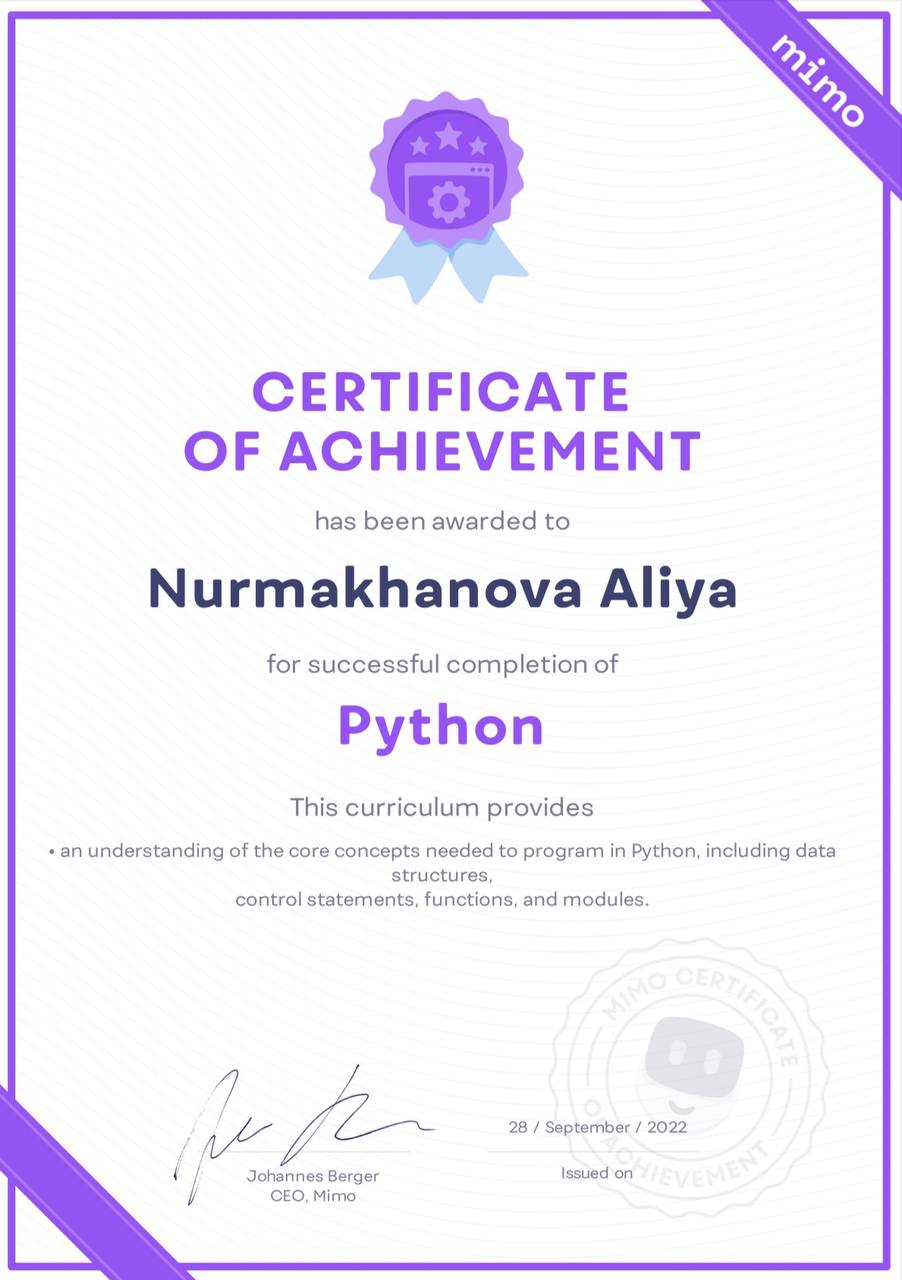 mimo
CERTIFICATE
OF ACHIEVEMENT
has been awarded to
Nurmakhanova Aliya
for successful completion of
Python
This curriculum provides
• an understanding of the core concepts needed to program in Python, including data
structures,
control statements, functions, and modules.
MIMO CERTIFICATE
OF ACHIEVEMENT
28 / September / 2022
Issued on
Johannes Berger
CEO, Mimo